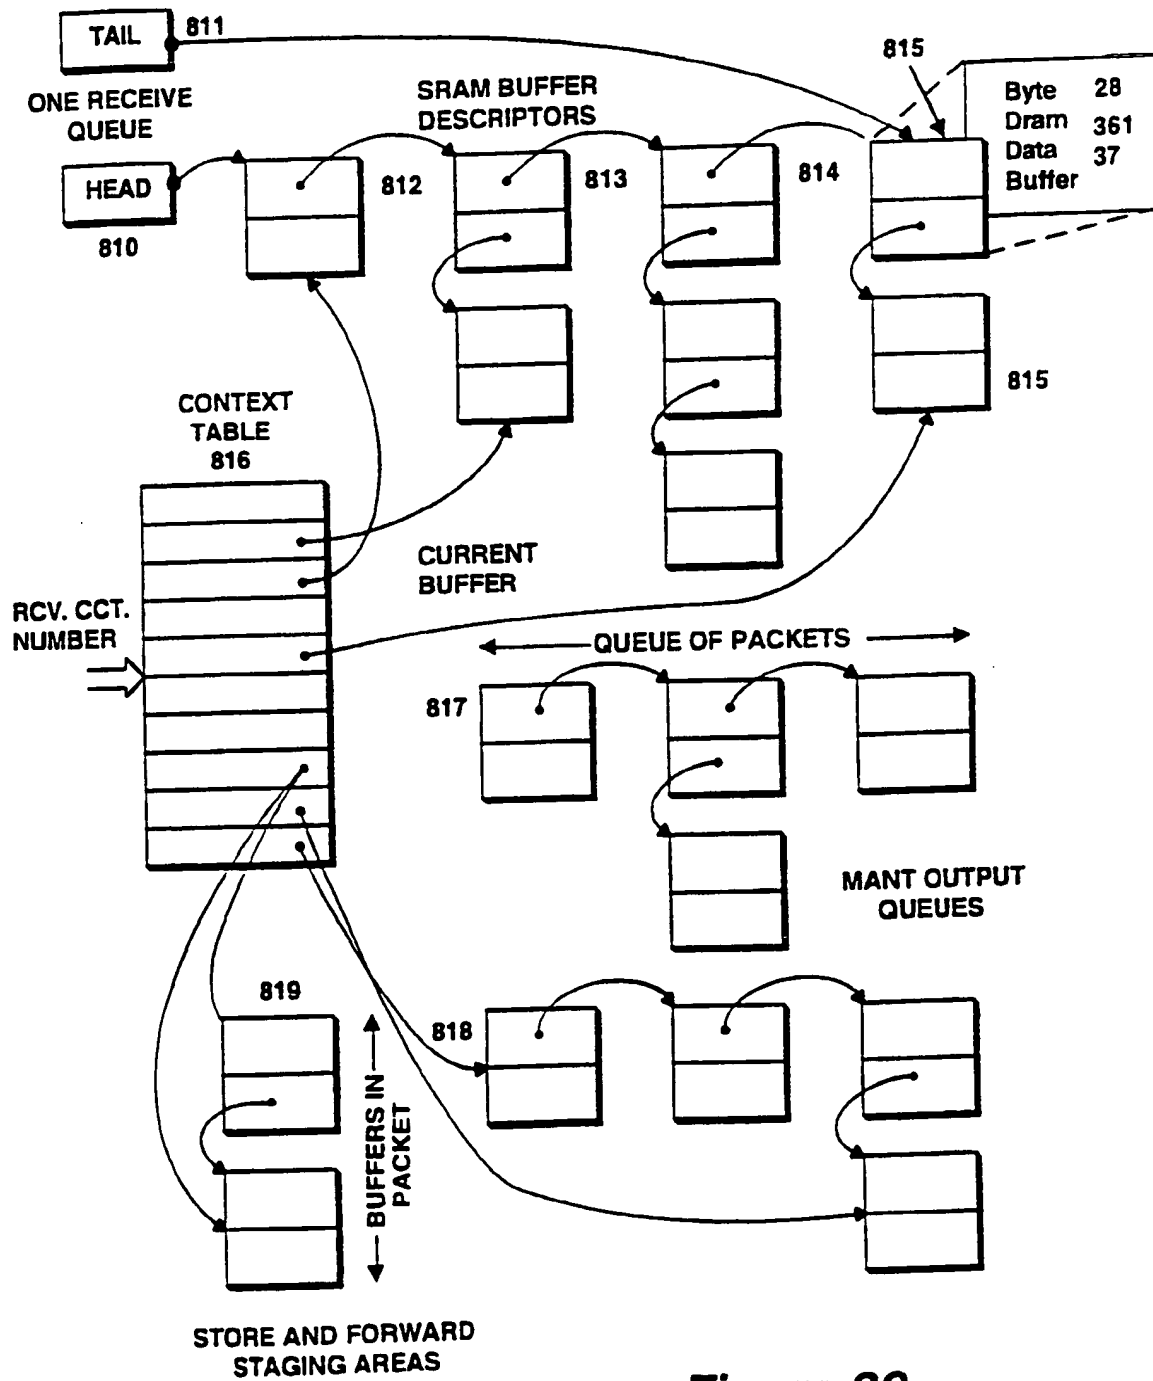 TAIL
811
ONE RECEIVE
QUEUE
HEAD
810
SRAM BUFFER
DESCRIPTORS
812
813
814
815
Byte 28
Dram 361
Data 37
Buffer
815
CONTEXT
TABLE
816
CURRENT
BUFFER
RCV. CCT.
NUMBER
QUEUE OF PACKETS
817
MANT OUTPUT
QUEUES
819
818
BUFFERS IN
PACKET
STORE AND FORWARD
STAGING AREAS